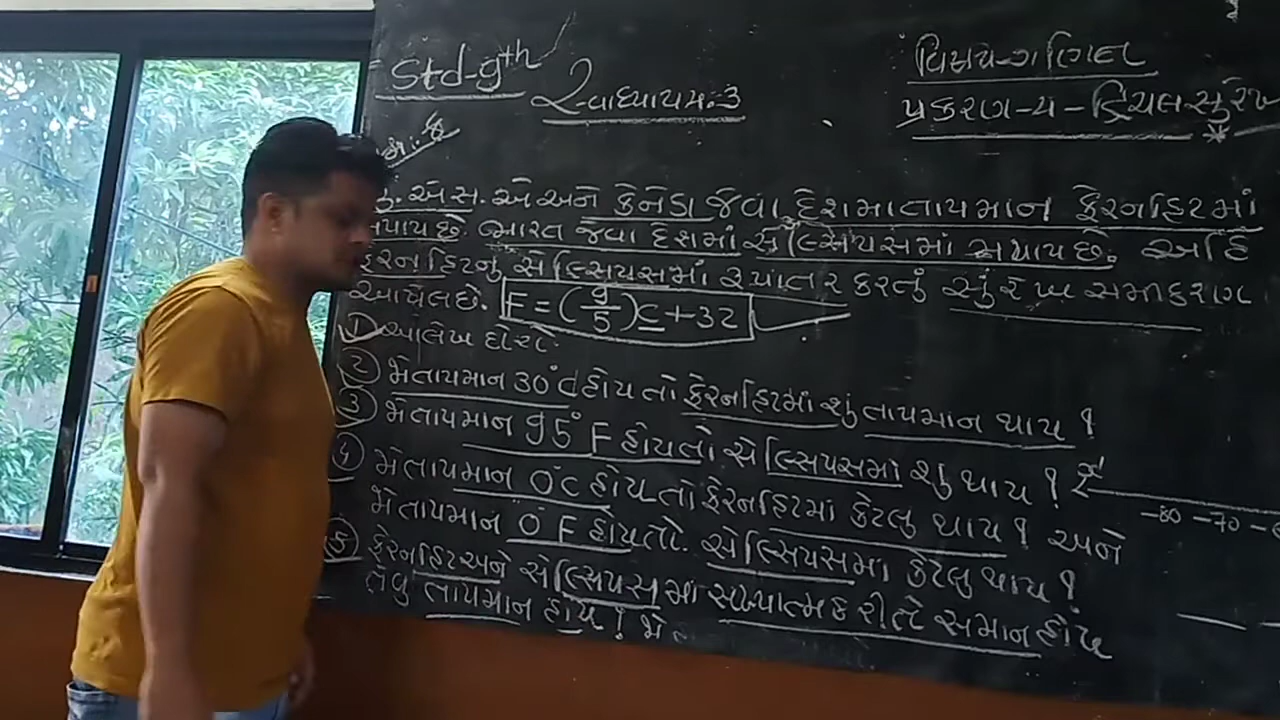 Std-9th
સ્વાધ્યાય: 3
વિષય-ગણિત
પ્રકરણ-4 - દ્વિચલ સુરેખ
એસ. એ અને કેનેડા જેવા દેશમાતાપમાન ફેરનહિટમાં
મપાય છે. ભારત જેવા દેશમાં સેલ્સિયસમાં મપાય છે. અહિ
ફેરનહિટનું સેલ્સિયસમાં રૂપાંતર કરતું સુરેખ સમીકરણ
આપેલ છે. F = (9/5)C + 32
① આલેખ દોરો.
② જો તાપમાન 30°C હોય તો ફેરનહિટમાં શું તાપમાન થાય ?
③ જો તાપમાન 95° F હોયતો સેલ્સિયસમાં શું થાય ?
④ જો તાપમાન 0°C હોય તો ફેરનહિટમાં કેટલુ થાય ? અને
જો તાપમાન 0° F હોયતો. સેલ્સિયસમાં કેટલુ થાય ?
⑤ ફેરનહિટ અને સેલ્સિયસમાં સંખ્યાત્મક રીતે સમાન હોય
તેવુ તાપમાન હોય ? જો
-80 -70